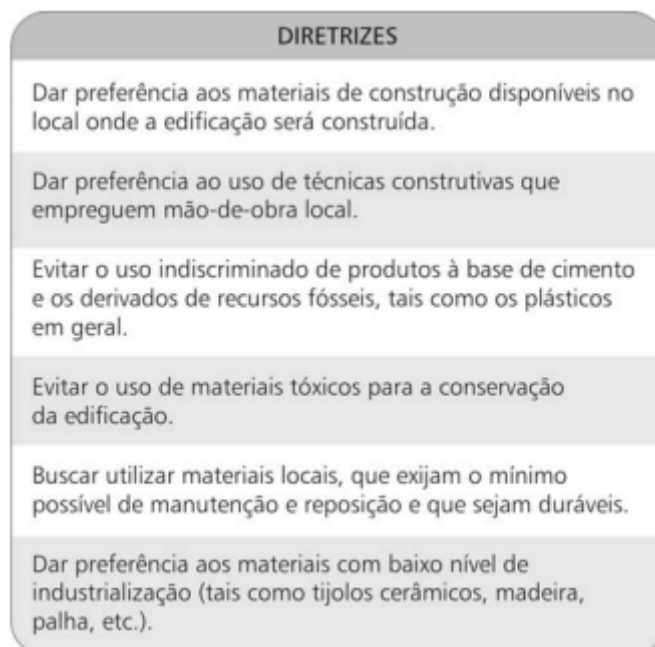 DIRETRIZES
Dar preferência aos materiais de construção disponíveis no
local onde a edificação será construída.
Dar preferência ao uso de técnicas construtivas que
empreguem mão-de-obra local.
Evitar o uso indiscriminado de produtos à base de cimento
e os derivados de recursos fósseis, tais como os plásticos
em geral.
Evitar o uso de materiais tóxicos para a conservação
da edificação.
Buscar utilizar materiais locais, que exijam o mínimo
possível de manutenção e reposição e que sejam duráveis.
Dar preferência aos materiais com baixo nível de
industrialização (tais como tijolos cerâmicos, madeira,
palha, etc.).